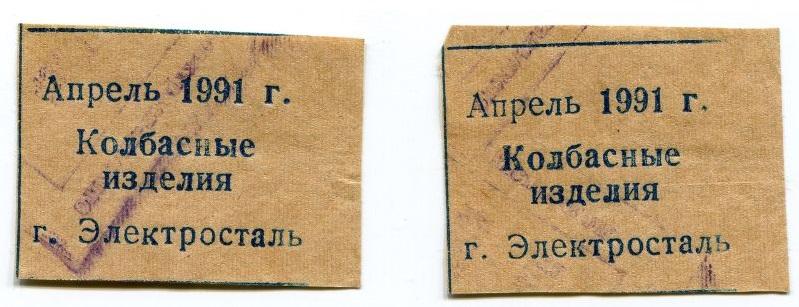 Апрель 1991 г.
Колбасные
изделия
г. Электросталь
Апрель 1991 г.
Колбасные
изделия
г. Электросталь